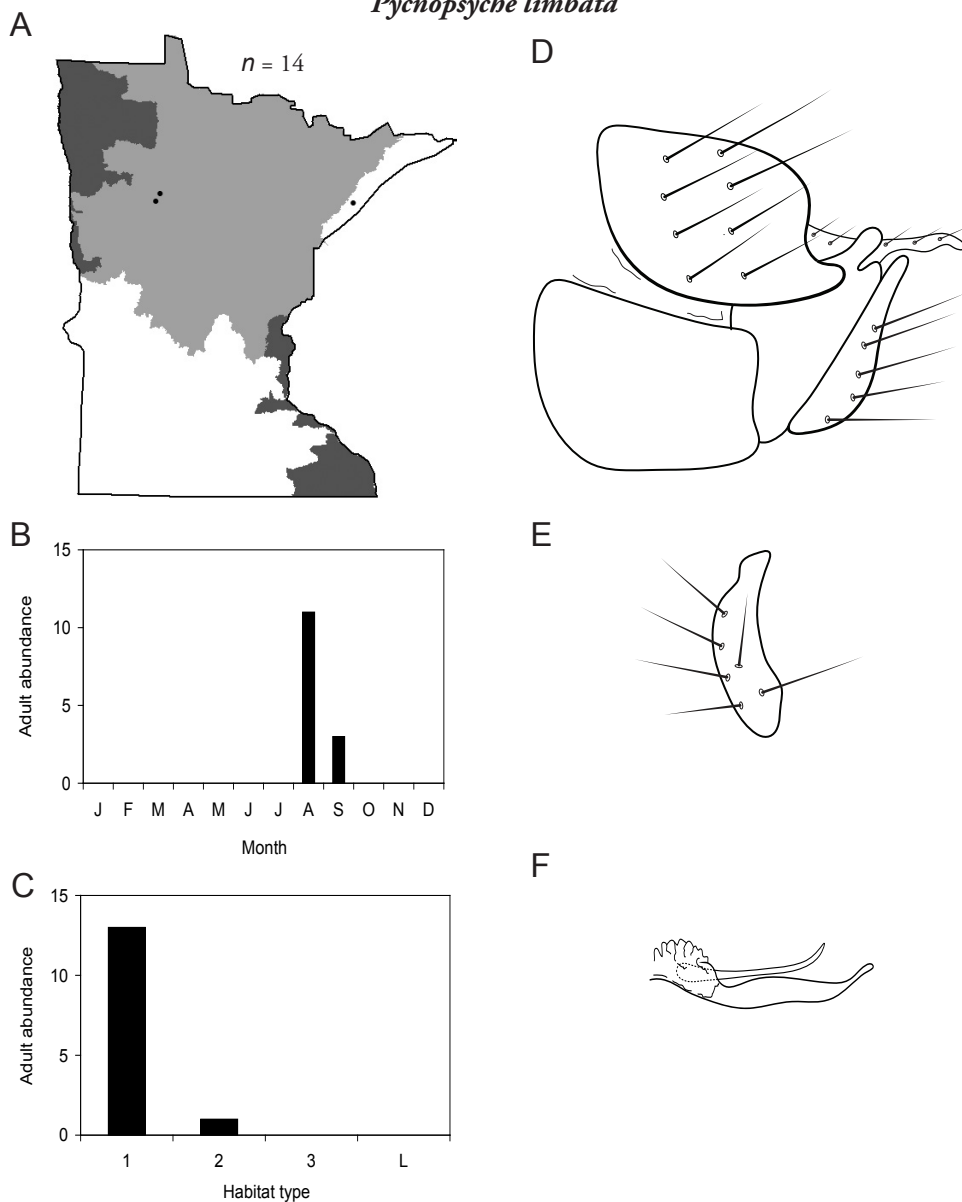 Pycnopsyche limbata
A
n = 14
D
B
15
10
5
0
Adult abundance
J F M A M J J A S O N D
Month
E
C
15
10
5
0
Adult abundance
1 2 3 L
Habitat type
F